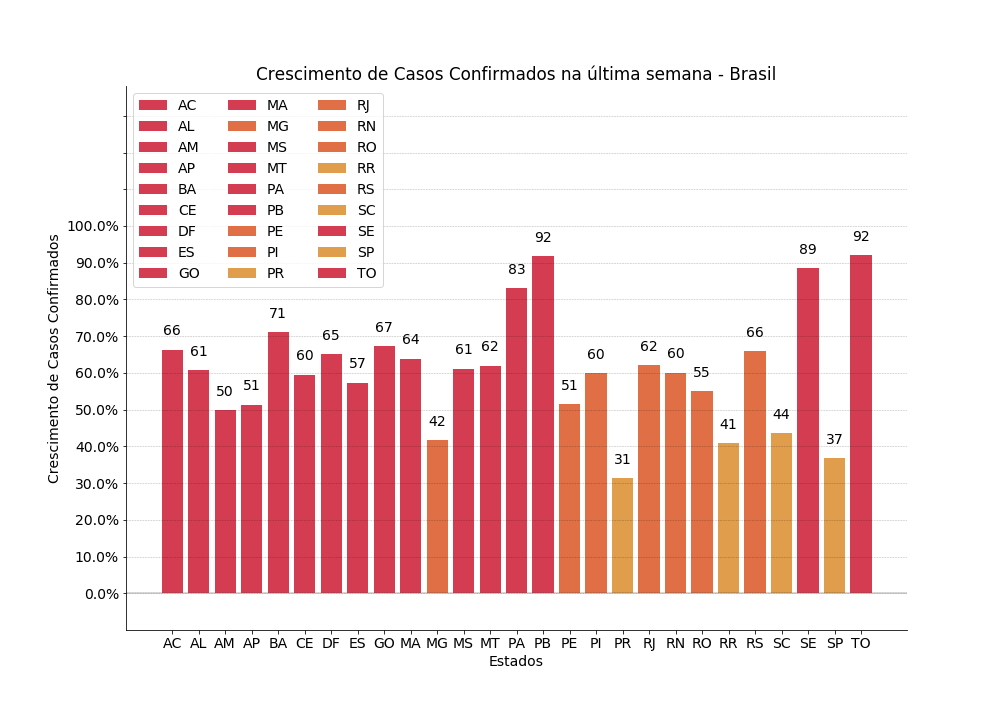 Crescimento de Casos Confirmados na última semana - Brasil
AC MA RJ
AL MG RN
AM MS RO
AP MT RR
BA PA RS
CE PB SC
DF PE SE
ES PI SP
GO PR TO
Crescimento de Casos Confirmados
100.0%
90.0%
80.0%
70.0%
60.0%
50.0%
40.0%
30.0%
20.0%
10.0%
0.0%
66 61 50 51 71 60 65 57 67 64 42 61 62 83 92 51 60 31 62 60 55 41 66 44 89 37 92
AC AL AM AP BA CE DF ES GO MA MG MS MT PA PB PE PI PR RJ RN RO RR RS SC SE SP TO
Estados